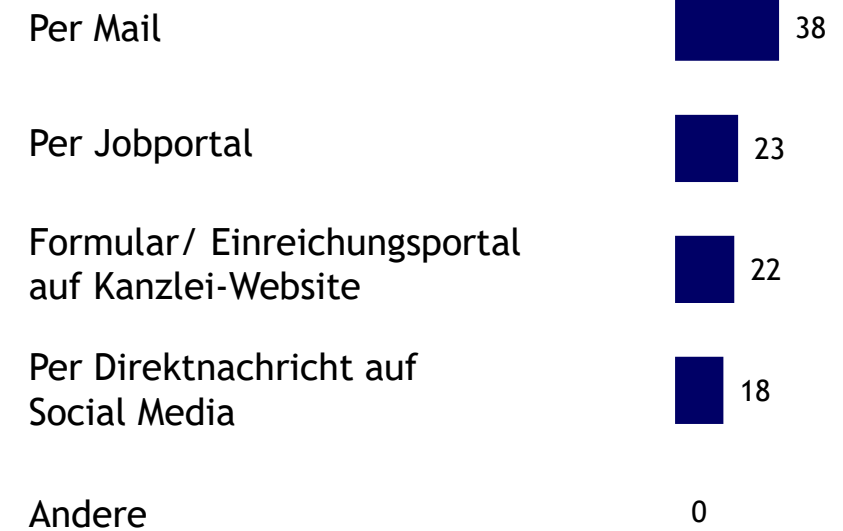 Per Mail 38
Per Jobportal 23
Formular/ Einreichungsportal
auf Kanzlei-Website 22
Per Direktnachricht auf
Social Media 18
Andere 0